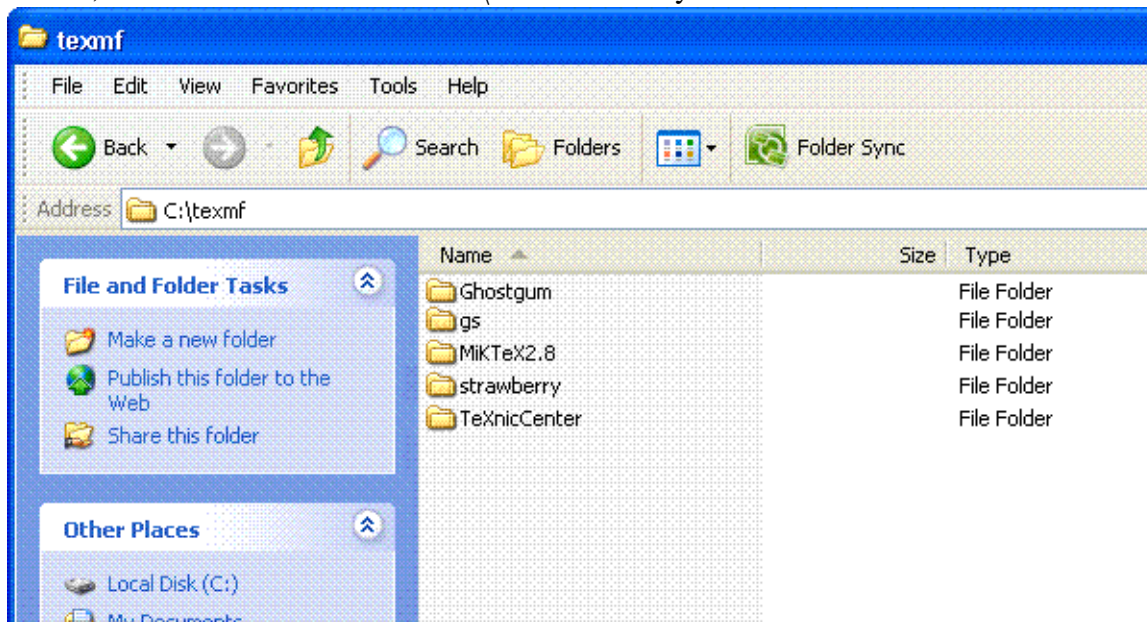 texmf
File Edit View Favorites Tools Help
Back Search Folders Folder Sync
Address C:\texmf
Name Size Type
File and Folder Tasks
Make a new folder
Publish this folder to the
Web
Share this folder
Other Places
Local Disk (C:)
My Documents
Ghostgum File Folder
gs File Folder
MiKTeX2.8 File Folder
strawberry File Folder
TeXnicCenter File Folder